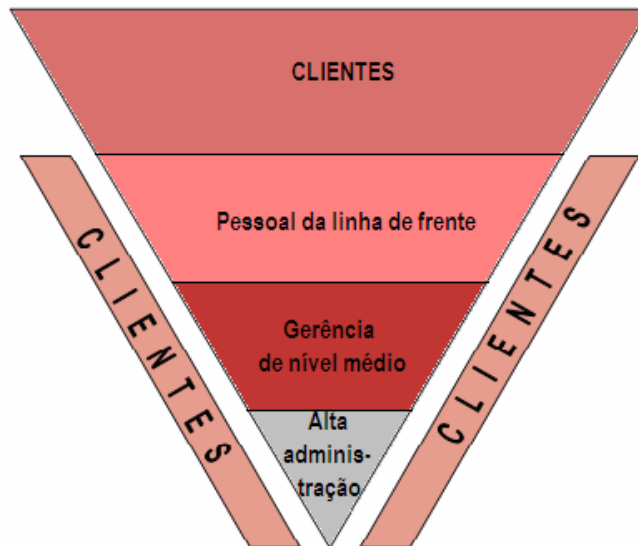 CLIENTES
Pessoal da linha de frente
Gerência
de nível médio
Alta
adminis-
tração
CLIENTES
CLIENTES